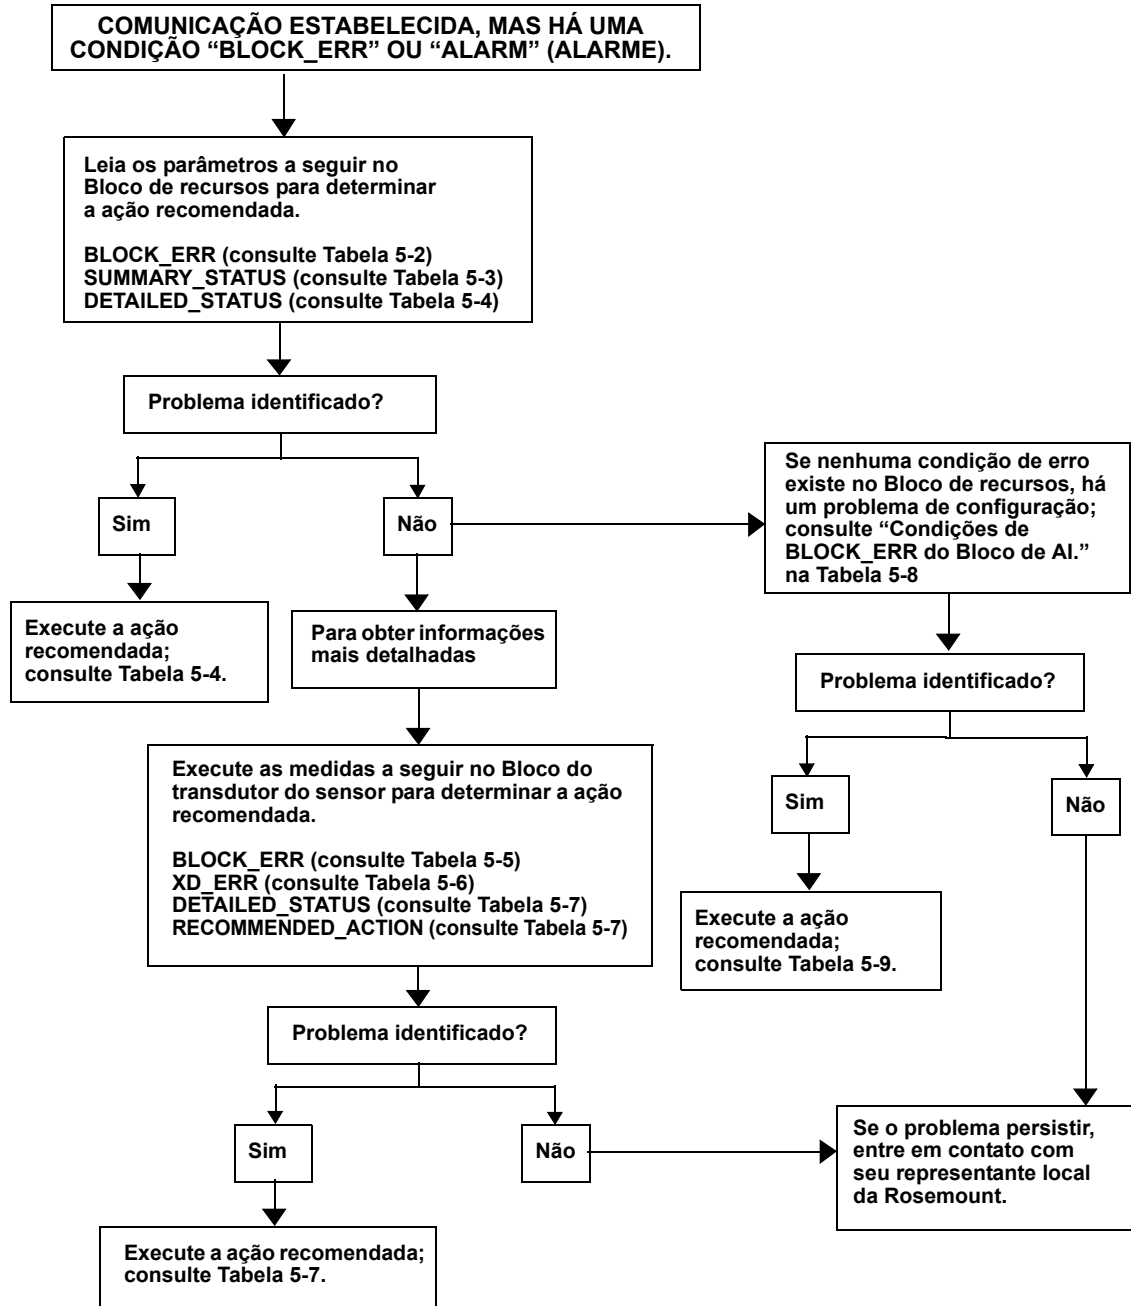 COMUNICAÇÃO ESTABELECIDA, MAS HÁ UMA
CONDIÇÃO “BLOCK_ERR” OU “ALARM” (ALARME).
Leia os parâmetros a seguir no
Bloco de recursos para determinar
a ação recomendada.
BLOCK_ERR (consulte Tabela 5-2)
SUMMARY_STATUS (consulte Tabela 5-3)
DETAILED_STATUS (consulte Tabela 5-4)
Problema identificado?
Sim
Não
Se nenhuma condição de erro
existe no Bloco de recursos, há
um problema de configuração;
consulte “Condições de
BLOCK_ERR do Bloco de AI.”
na Tabela 5-8
Execute a ação
recomendada;
consulte Tabela 5-4.
Para obter informações
mais detalhadas
Problema identificado?
Execute as medidas a seguir no Bloco do
transdutor do sensor para determinar a ação
recomendada.
BLOCK_ERR (consulte Tabela 5-5)
XD_ERR (consulte Tabela 5-6)
DETAILED_STATUS (consulte Tabela 5-7)
RECOMMENDED_ACTION (consulte Tabela 5-7)
Sim
Não
Execute a ação
recomendada;
consulte Tabela 5-9.
Problema identificado?
Sim
Não
Se o problema persistir,
entre em contato com
seu representante local
da Rosemount.
Execute a ação recomendada;
consulte Tabela 5-7.